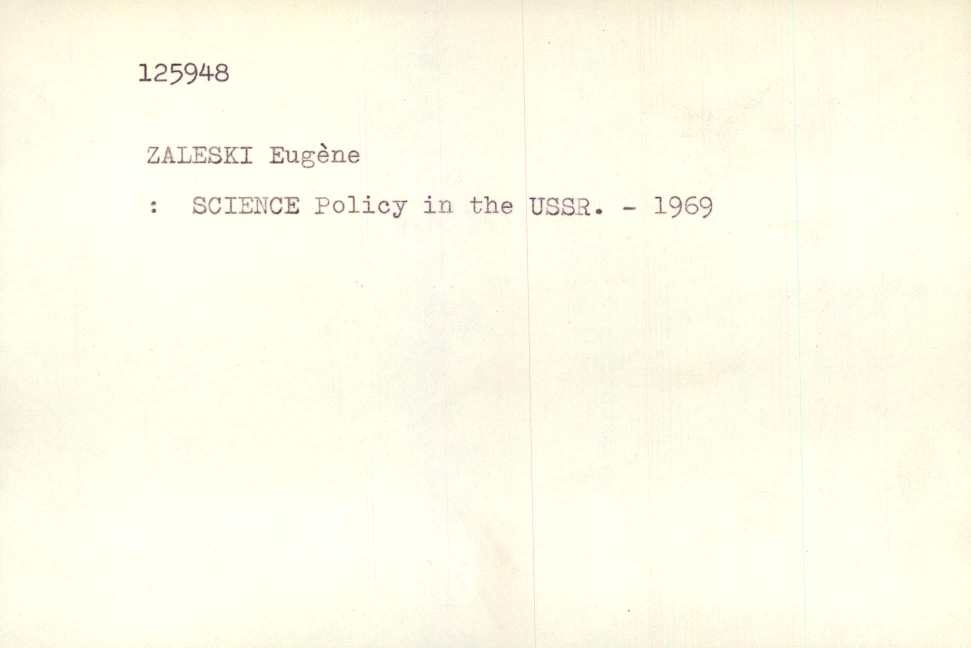 125948
ZALESKI Eugène
: SCIENCE Policy in the USSR. - 1969